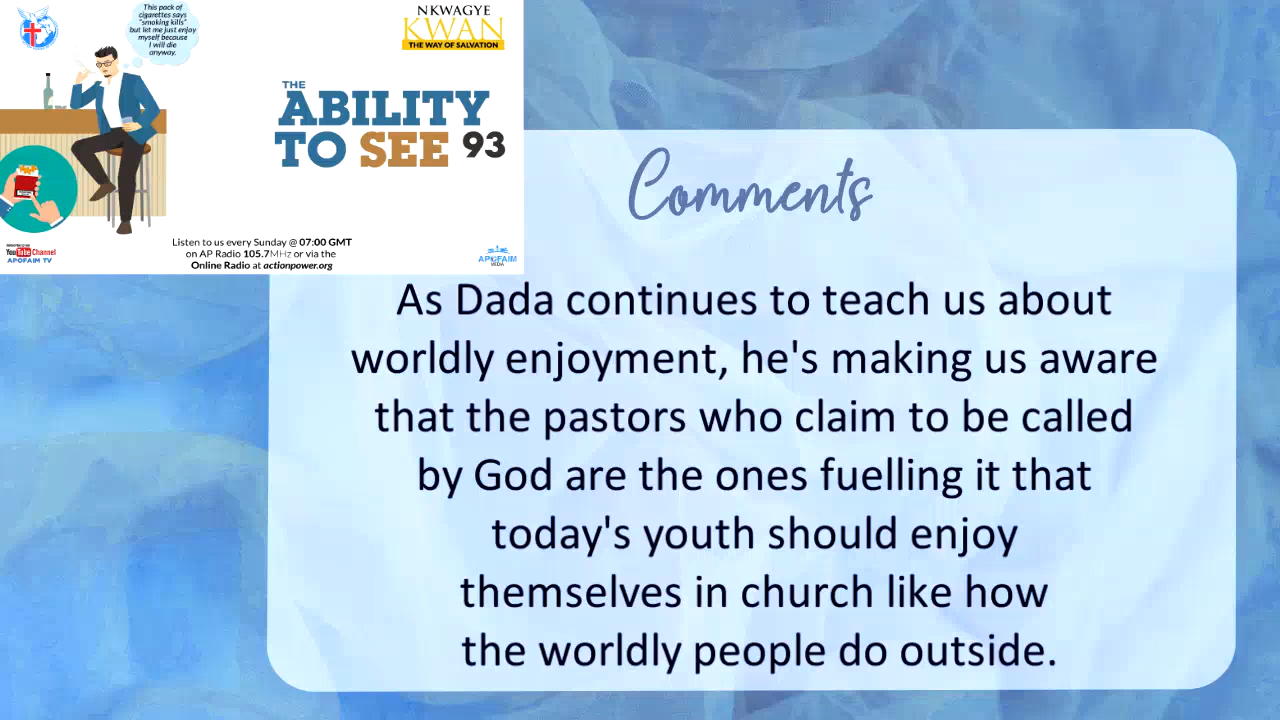 This pack of
cigarettes says
"smoking kills"
but let me just enjoy
myself because
I will die
anyway.
NKWAGYE
KWAN
THE WAY OF SALVATION
THE
ABILITY
TO SEE 93
Listen to us every Sunday @ 07:00 GMT
on AP Radio 105.7MHz or via the
Online Radio at actionpower.org
YouTube Channel
APOFAIM TV
APOFAIM
MEDIA
Comments
As Dada continues to teach us about
worldly enjoyment, he's making us aware
that the pastors who claim to be called
by God are the ones fuelling it that
today's youth should enjoy
themselves in church like how
the worldly people do outside.